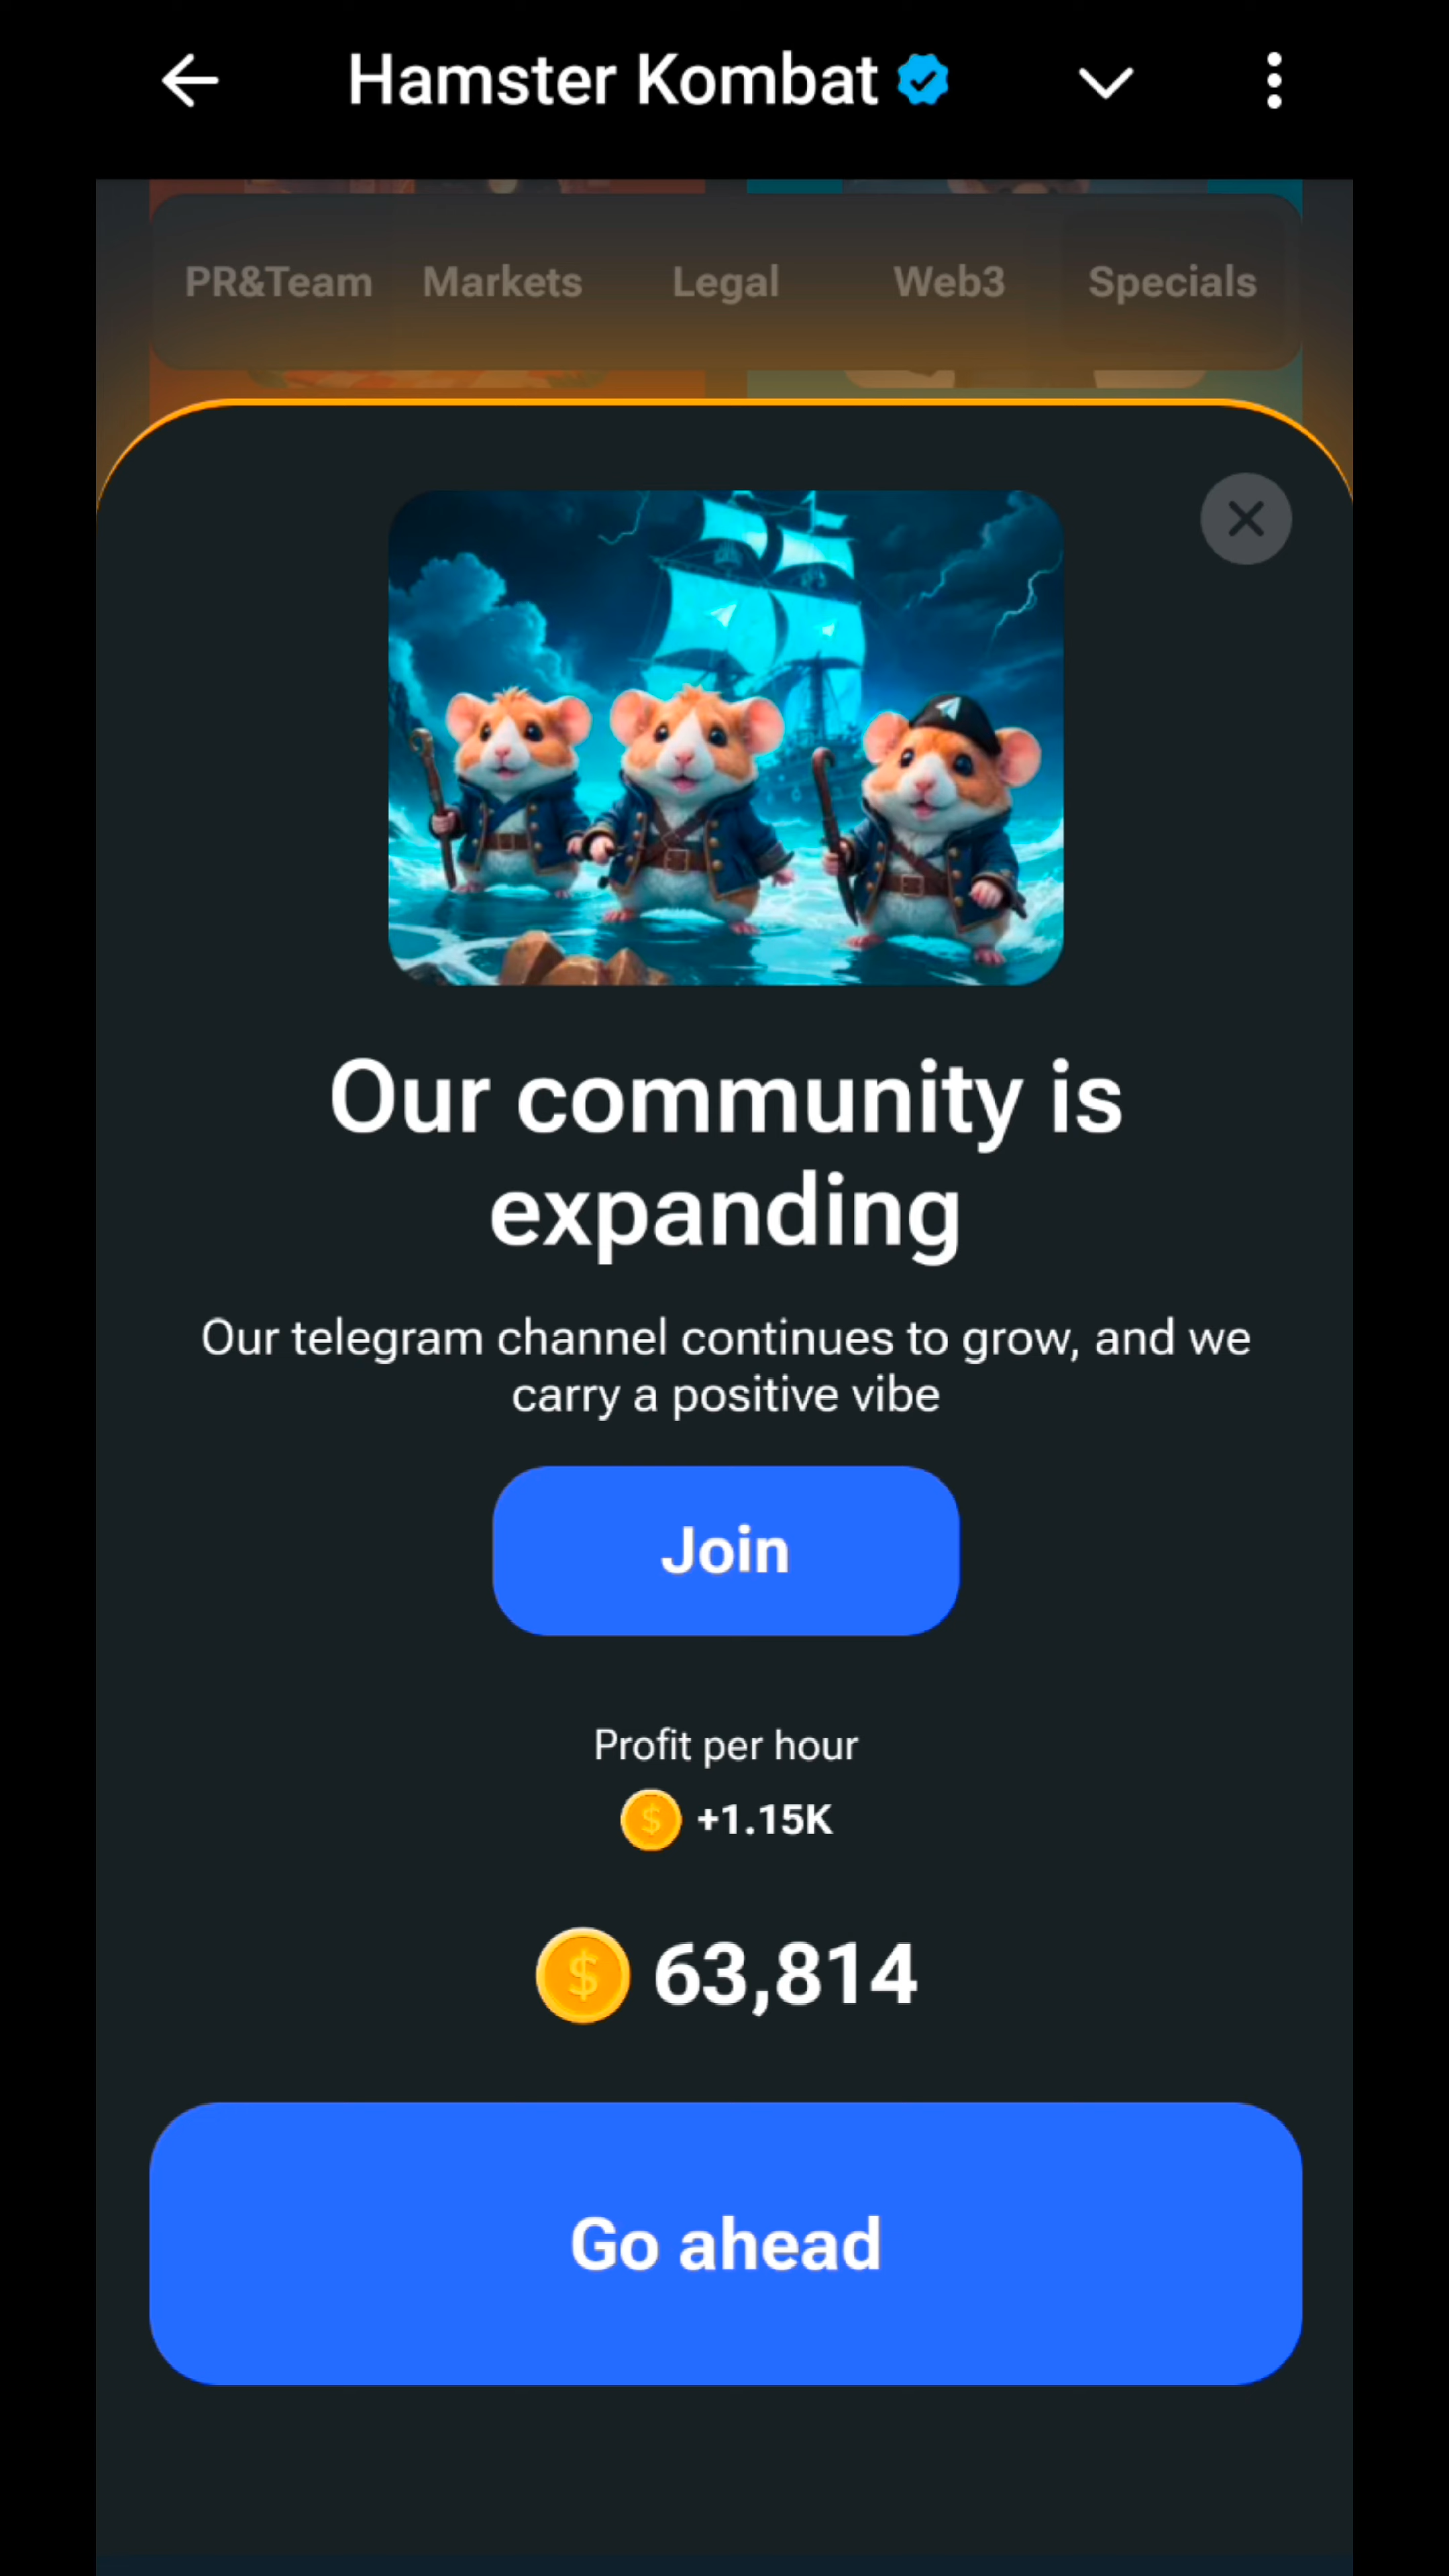 Hamster Kombat
PR&Team Markets Legal Web3 Specials
Our community is
expanding
Our telegram channel continues to grow, and we
carry a positive vibe
Join
Profit per hour
+1.15K
63,814
Go ahead